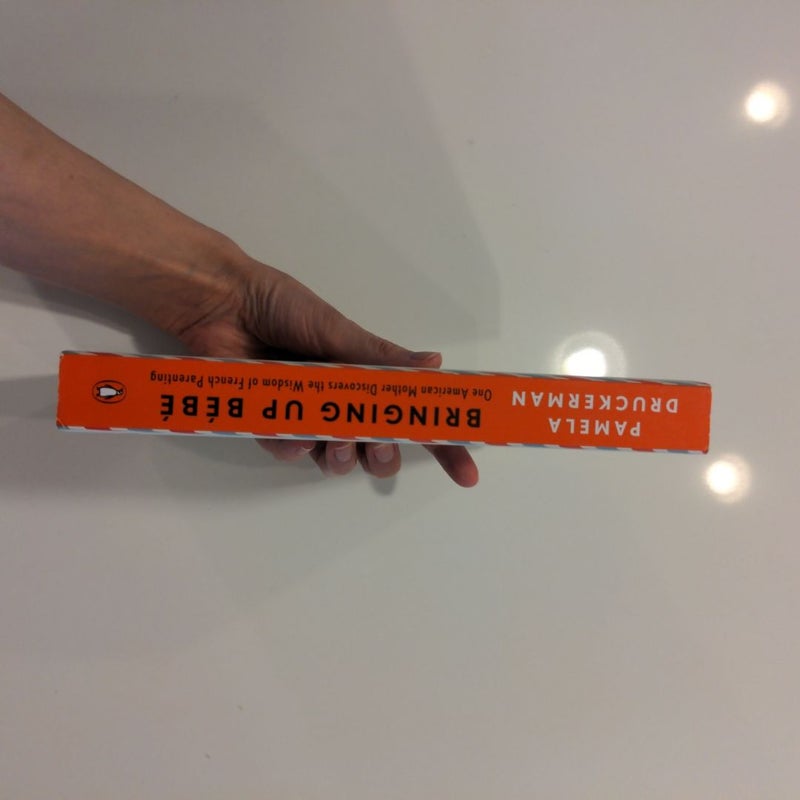 PAMELA
DRUCKERMAN
BRINGING UP BÉBÉ
One American Mother Discovers the Wisdom of French Parenting